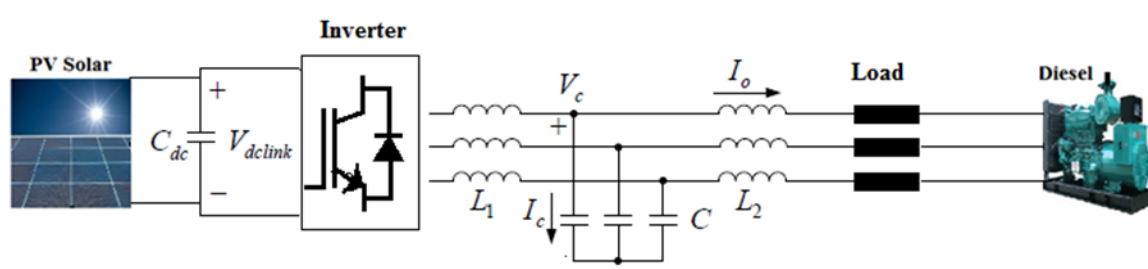 Inverter
PV Solar
Load
Diesel
V_c
I_o
+
+
C_dc
V_dclink
−
L_1
I_c
C
L_2